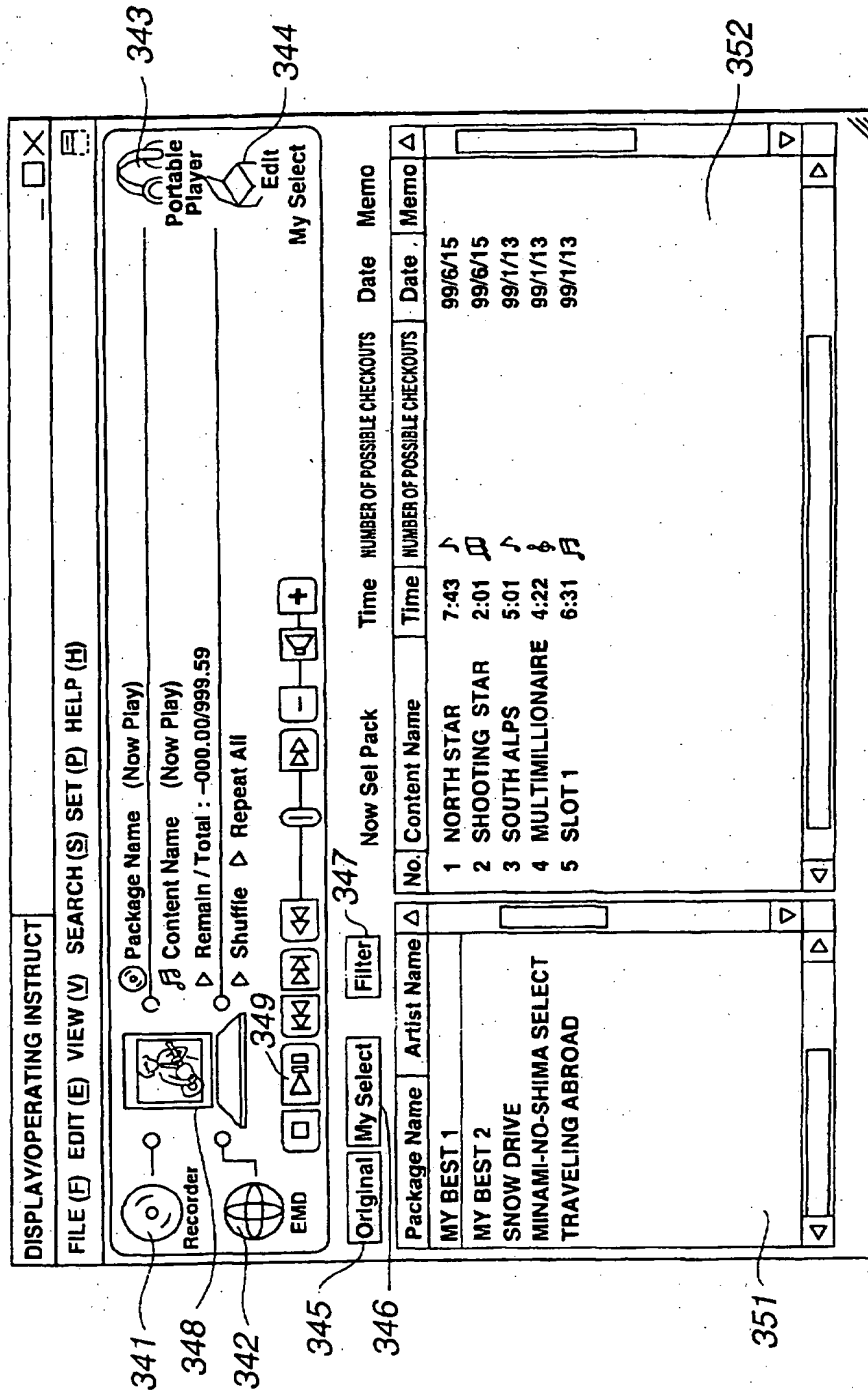 DISPLAY/OPERATING INSTRUCT
FILE (F) EDIT (E) VIEW (V) SEARCH (S) SET (P) HELP (H)
341
Recorder
348
342
EMD
Package Name (Now Play)
Content Name (Now Play)
Remain / Total : -000.00/999.59
Shuffle Repeat All
349
343
Portable
Player
344
Edit
My Select
345
Original
346
My Select
347
Filter
Now Sel Pack Time NUMBER OF POSSIBLE CHECKOUTS Date Memo
Package Name Artist Name
MY BEST 1
MY BEST 2
SNOW DRIVE
MINAMI-NO-SHIMA SELECT
TRAVELING ABROAD
351
No. Content Name Time NUMBER OF POSSIBLE CHECKOUTS Date Memo
1 NORTH STAR 7:43 99/6/15
2 SHOOTING STAR 2:01 99/6/15
3 SOUTH ALPS 5:01 99/1/13
4 MULTIMILLIONAIRE 4:22 99/1/13
5 SLOT 1 6:31 99/1/13
352